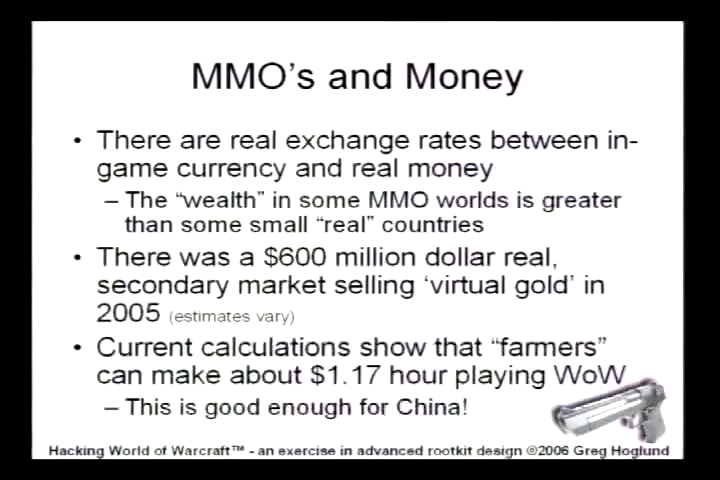 MMO's and Money
• There are real exchange rates between in-
game currency and real money
– The "wealth" in some MMO worlds is greater
than some small "real" countries
• There was a $600 million dollar real,
secondary market selling 'virtual gold' in
2005 (estimates vary)
• Current calculations show that "farmers"
can make about $1.17 hour playing WoW
– This is good enough for China!
Hacking World of Warcraft™ - an exercise in advanced rootkit design ©2006 Greg Hoglund